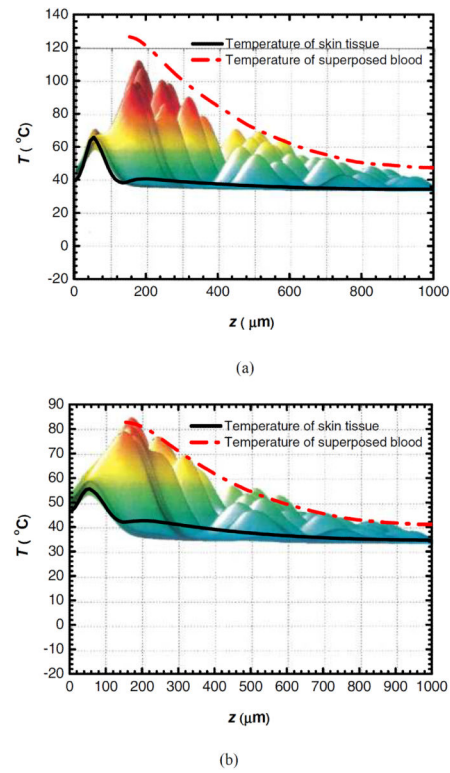 140
120
100
80
60
40
20
0
-20
T ( °C)
Temperature of skin tissue
Temperature of superposed blood
0 200 400 600 800 1000
z ( μm)
(a)
90
80
70
60
50
40
30
20
10
0
-10
-20
T ( °C)
Temperature of skin tissue
Temperature of superposed blood
0 100 200 300 400 500 600 700 800 900 1000
z ( μm)
(b)